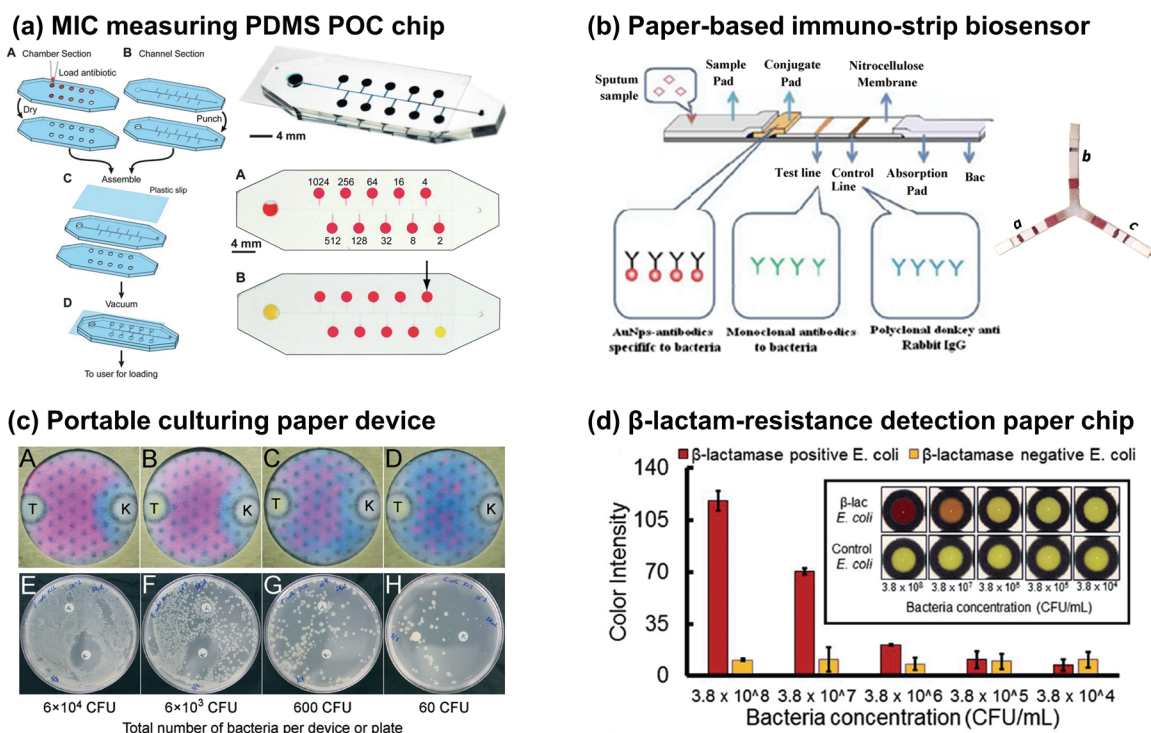 (a) MIC measuring PDMS POC chip
A Chamber Section
Load antibiotic
Dry
B Channel Section
Punch
Assemble
C
Plastic slip
Vacuum
D
To user for loading
4 mm
A
1024 256 64 16 4
512 128 32 8 2
4 mm
B
(b) Paper-based immuno-strip biosensor
Sputum
sample
Sample
Pad
Conjugate
Pad
Nitrocellulose
Membrane
Test line
Control
Line
Absorption
Pad
Bac
AuNps-antibodies
specififc to bacteria
Monoclonal antibodies
to bacteria
Polyclonal donkey anti
Rabbit IgG
a
b
c
(c) Portable culturing paper device
A B C D
T K T K T K T K
E F G H
K
6×10⁴ CFU 6×10³ CFU 600 CFU 60 CFU
Total number of bacteria per device or plate
(d) β-lactam-resistance detection paper chip
β-lactamase positive E. coli β-lactamase negative E. coli
140
105
70
35
0
Color Intensity
β-lac
E. coli
Control
E. coli
3.8 x 10⁸ 3.8 x 10⁷ 3.8 x 10⁶ 3.8 x 10⁵ 3.8 x 10⁴
Bacteria concentration (CFU/mL)
3.8 x 10^8 3.8 x 10^7 3.8 x 10^6 3.8 x 10^5 3.8 x 10^4
Bacteria concentration (CFU/mL)